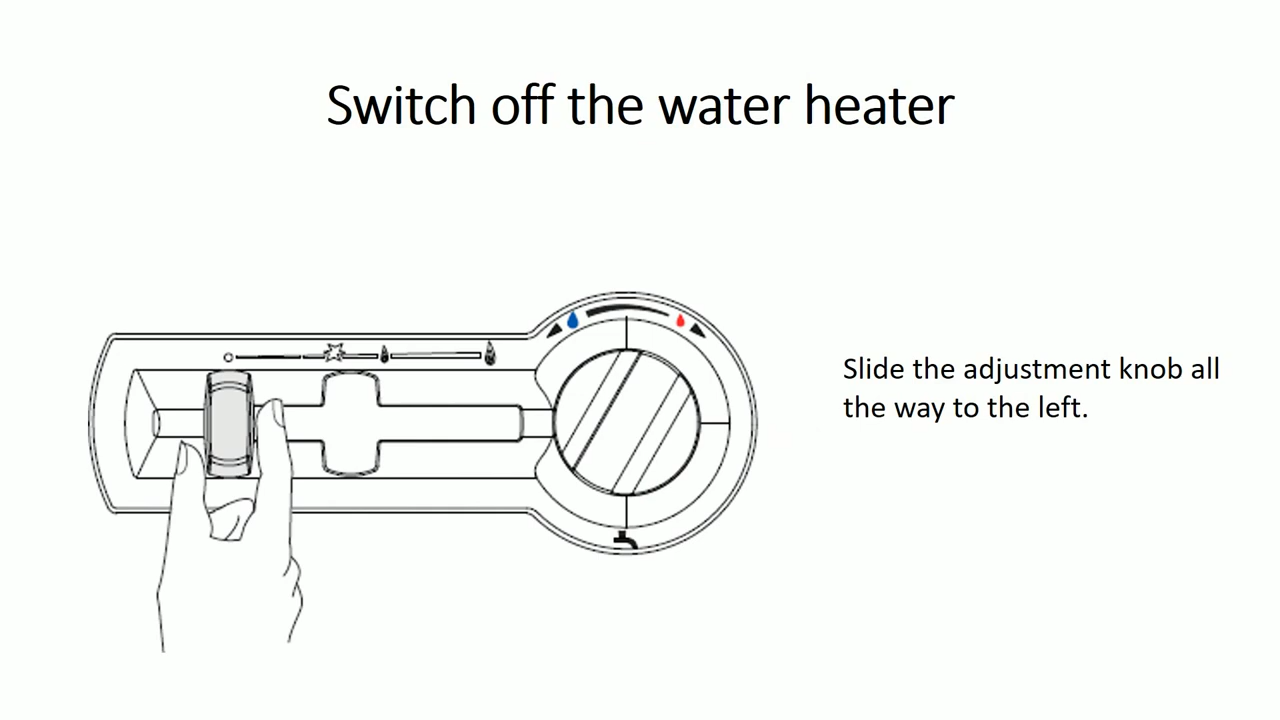 Switch off the water heater
Slide the adjustment knob all
the way to the left.